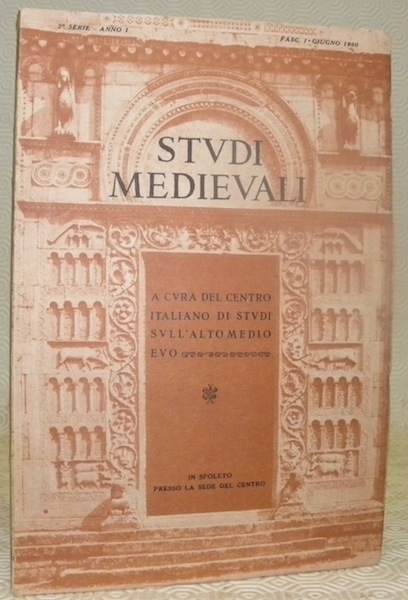 3ª SERIE - ANNO I
FASC. I - GIUGNO 1960
STVDI
MEDIEVALI
A CVRA DEL CENTRO
ITALIANO DI STVDI
SVLL'ALTO MEDIO
EVO
IN SPOLETO
PRESSO LA SEDE DEL CENTRO